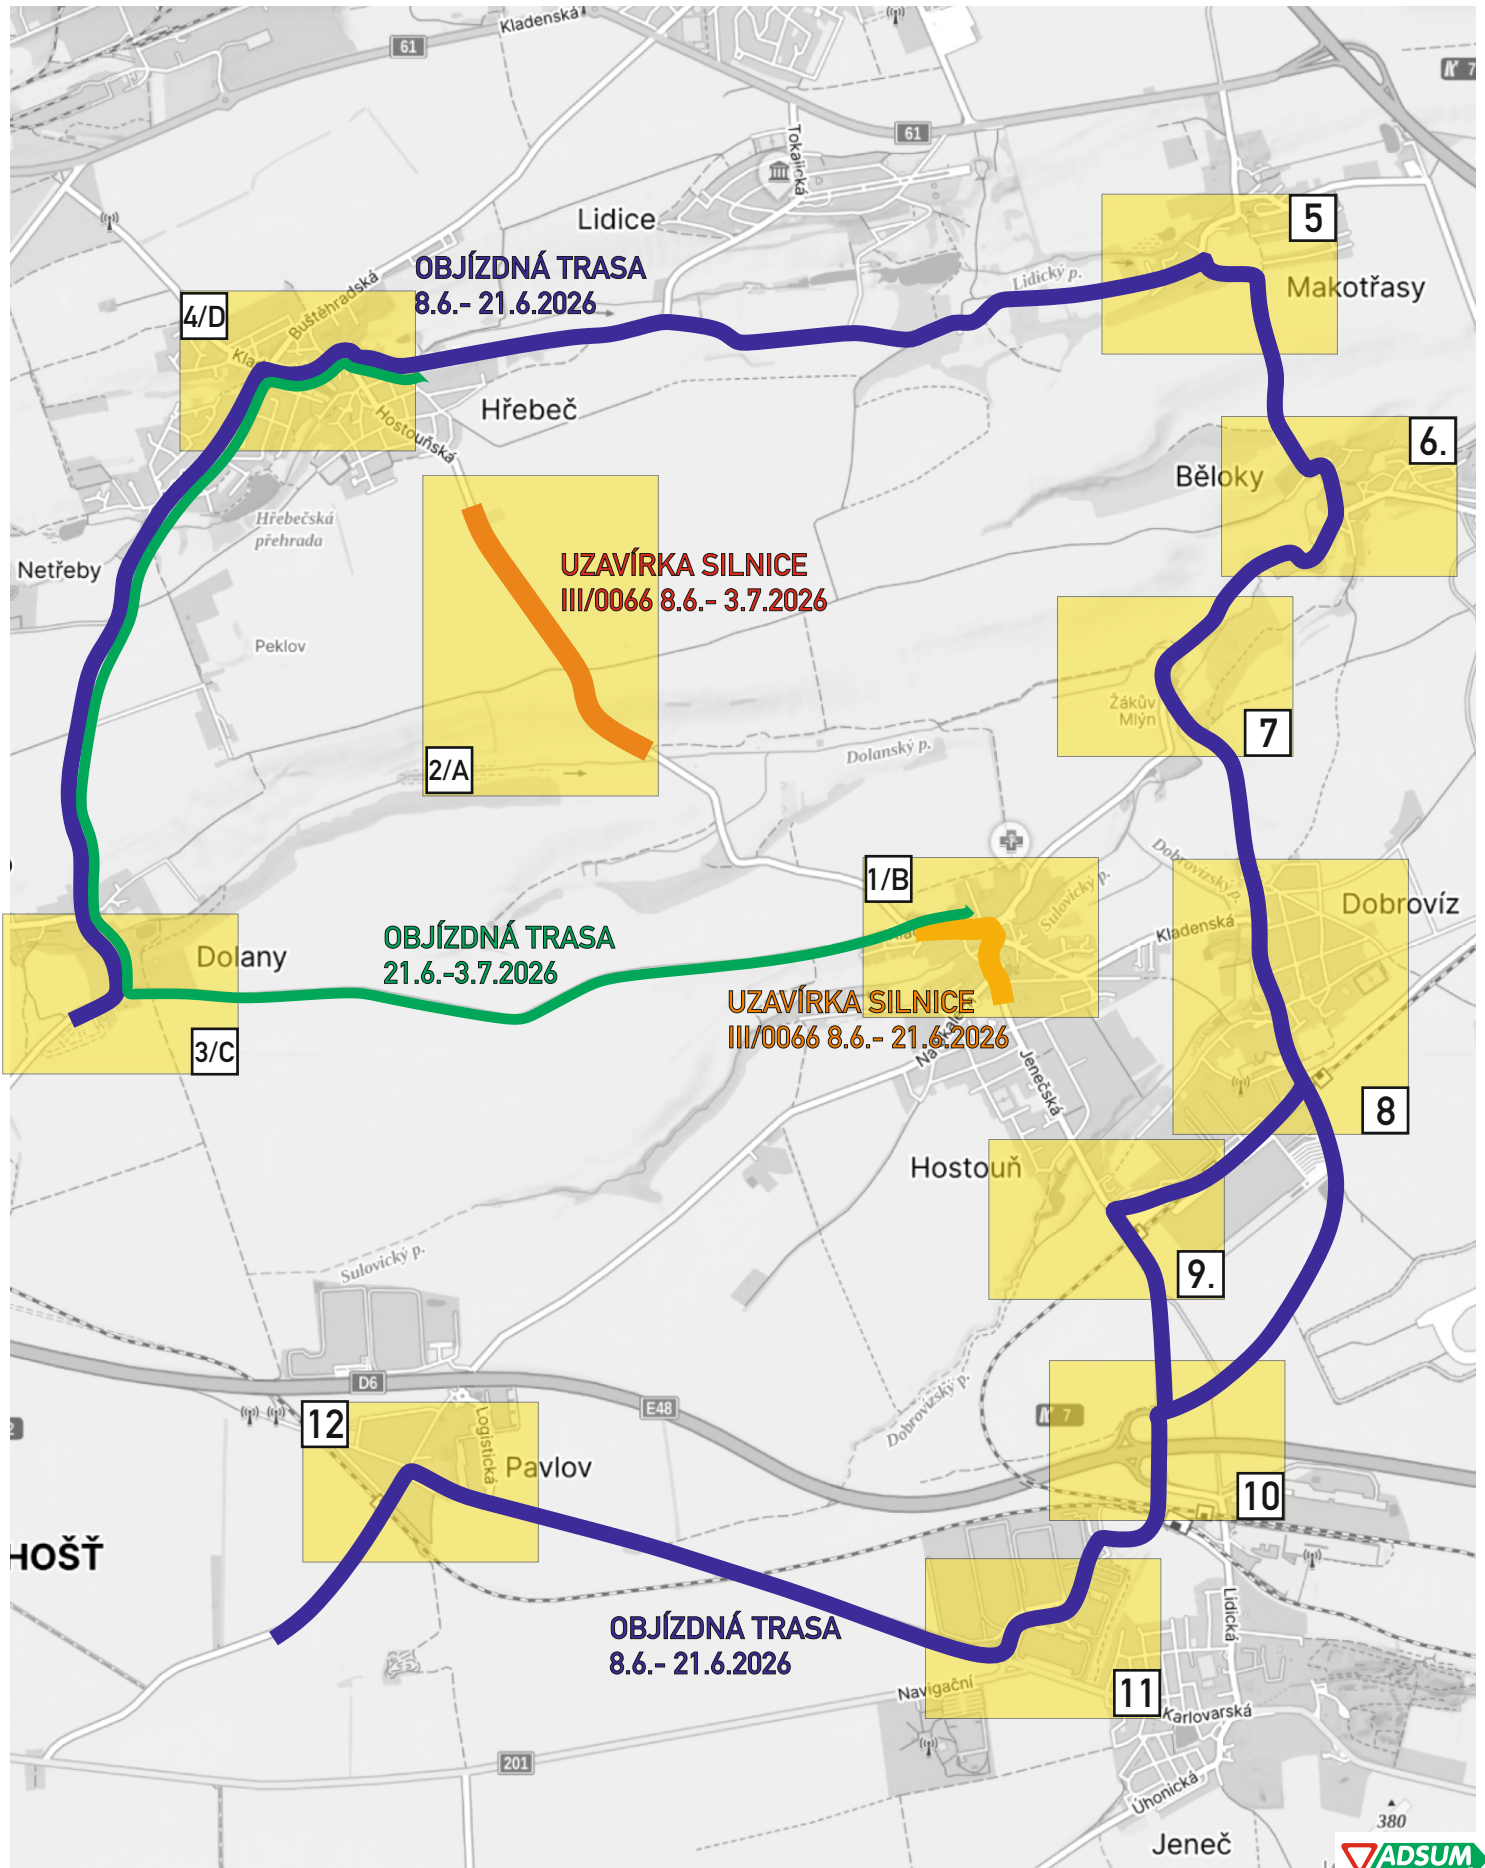 Kladenská
61
7
61
Tokajická
Lidice
5
OBJÍZDNÁ TRASA
8.6.- 21.6.2026
Lidický p.
Makotřasy
4/D
Buštěhradská
Hřebeč
Hostouňská
6.
Běloky
Hřebečská
přehrada
Netřeby
UZAVÍRKA SILNICE
III/0066 8.6.- 3.7.2026
Peklov
Žákův
Mlýn
7
Dolanský p.
2/A
1/B
Dobrovízský p.
Sulovický p.
Dobrovíz
Kladenská
OBJÍZDNÁ TRASA
21.6.-3.7.2026
Dolany
UZAVÍRKA SILNICE
III/0066 8.6.- 21.6.2026
3/C
Jenečská
8
Hostouň
Sulovický p.
9.
D6
E48
Dobrovízský p.
7
12
Logistická
Pavlov
10
HOŠŤ
OBJÍZDNÁ TRASA
8.6.- 21.6.2026
Lidická
Navigační
11
Karlovarská
201
Úhonická
380
Jeneč
ADSUM